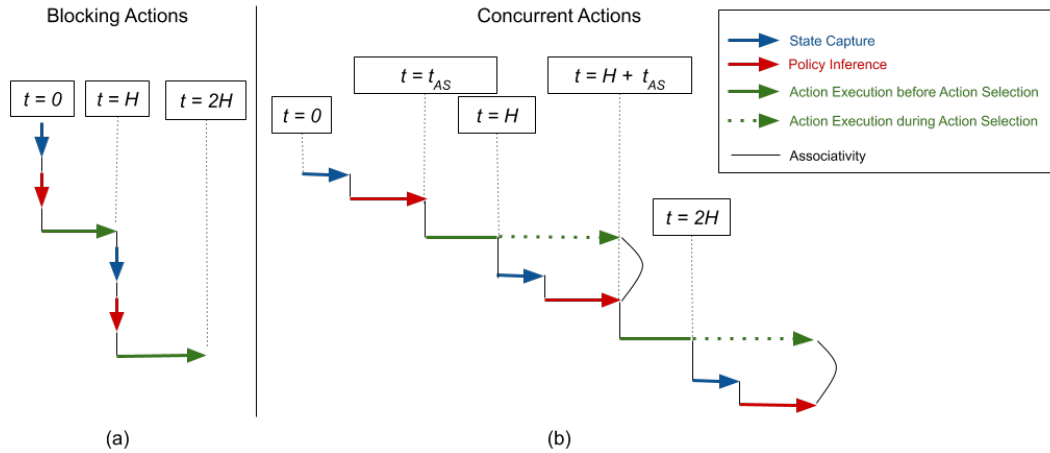 Blocking Actions
Concurrent Actions
State Capture
Policy Inference
Action Execution before Action Selection
Action Execution during Action Selection
Associativity
t = 0
t = H
t = 2H
t = 0
t = t_AS
t = H
t = H + t_AS
t = 2H
(a)
(b)